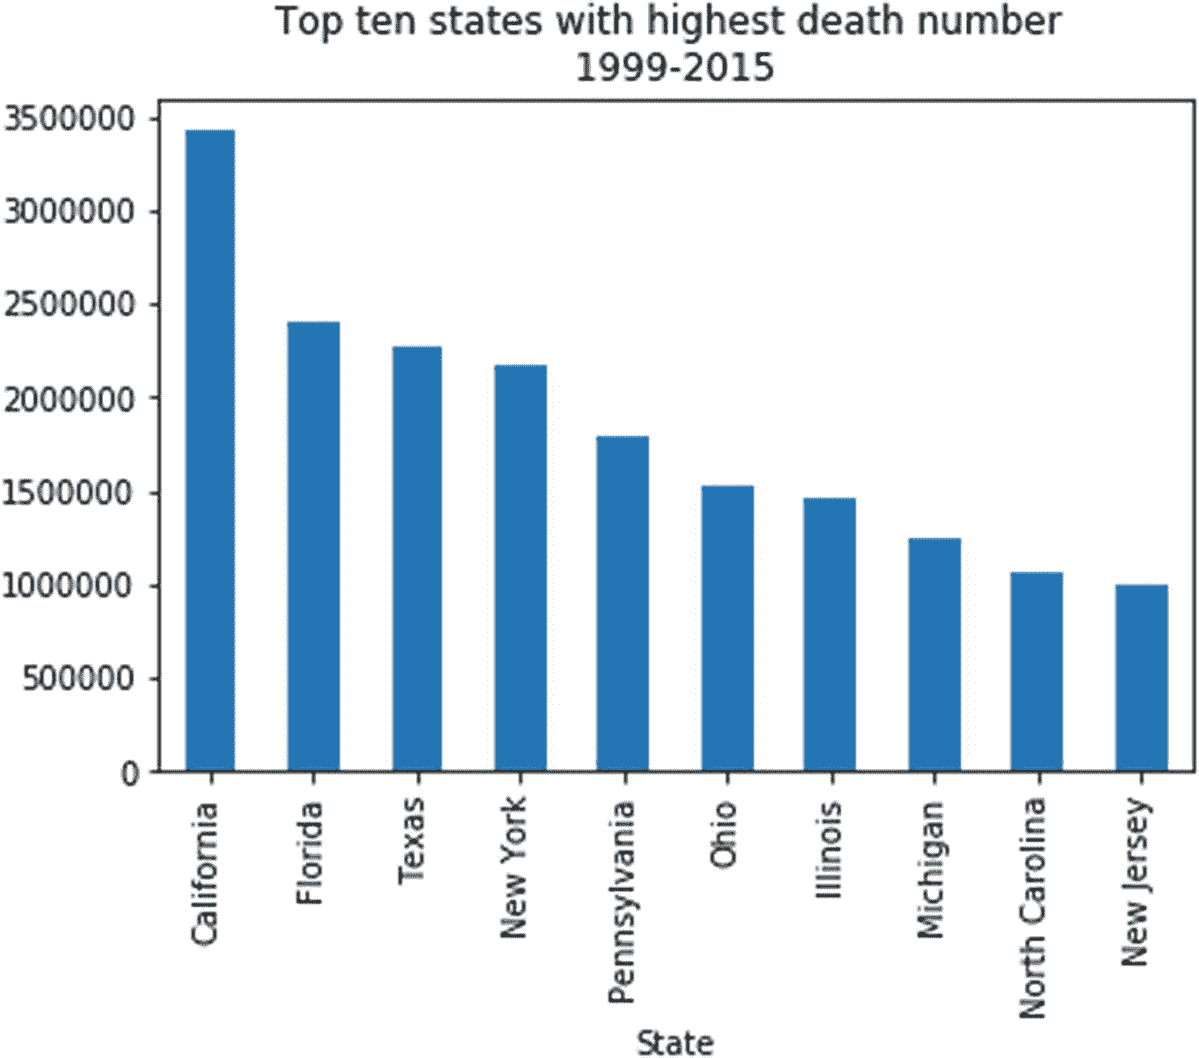 Top ten states with highest death number
1999-2015
3500000
3000000
2500000
2000000
1500000
1000000
500000
0
California
Florida
Texas
New York
Pennsylvania
Ohio
Illinois
Michigan
North Carolina
New Jersey
State